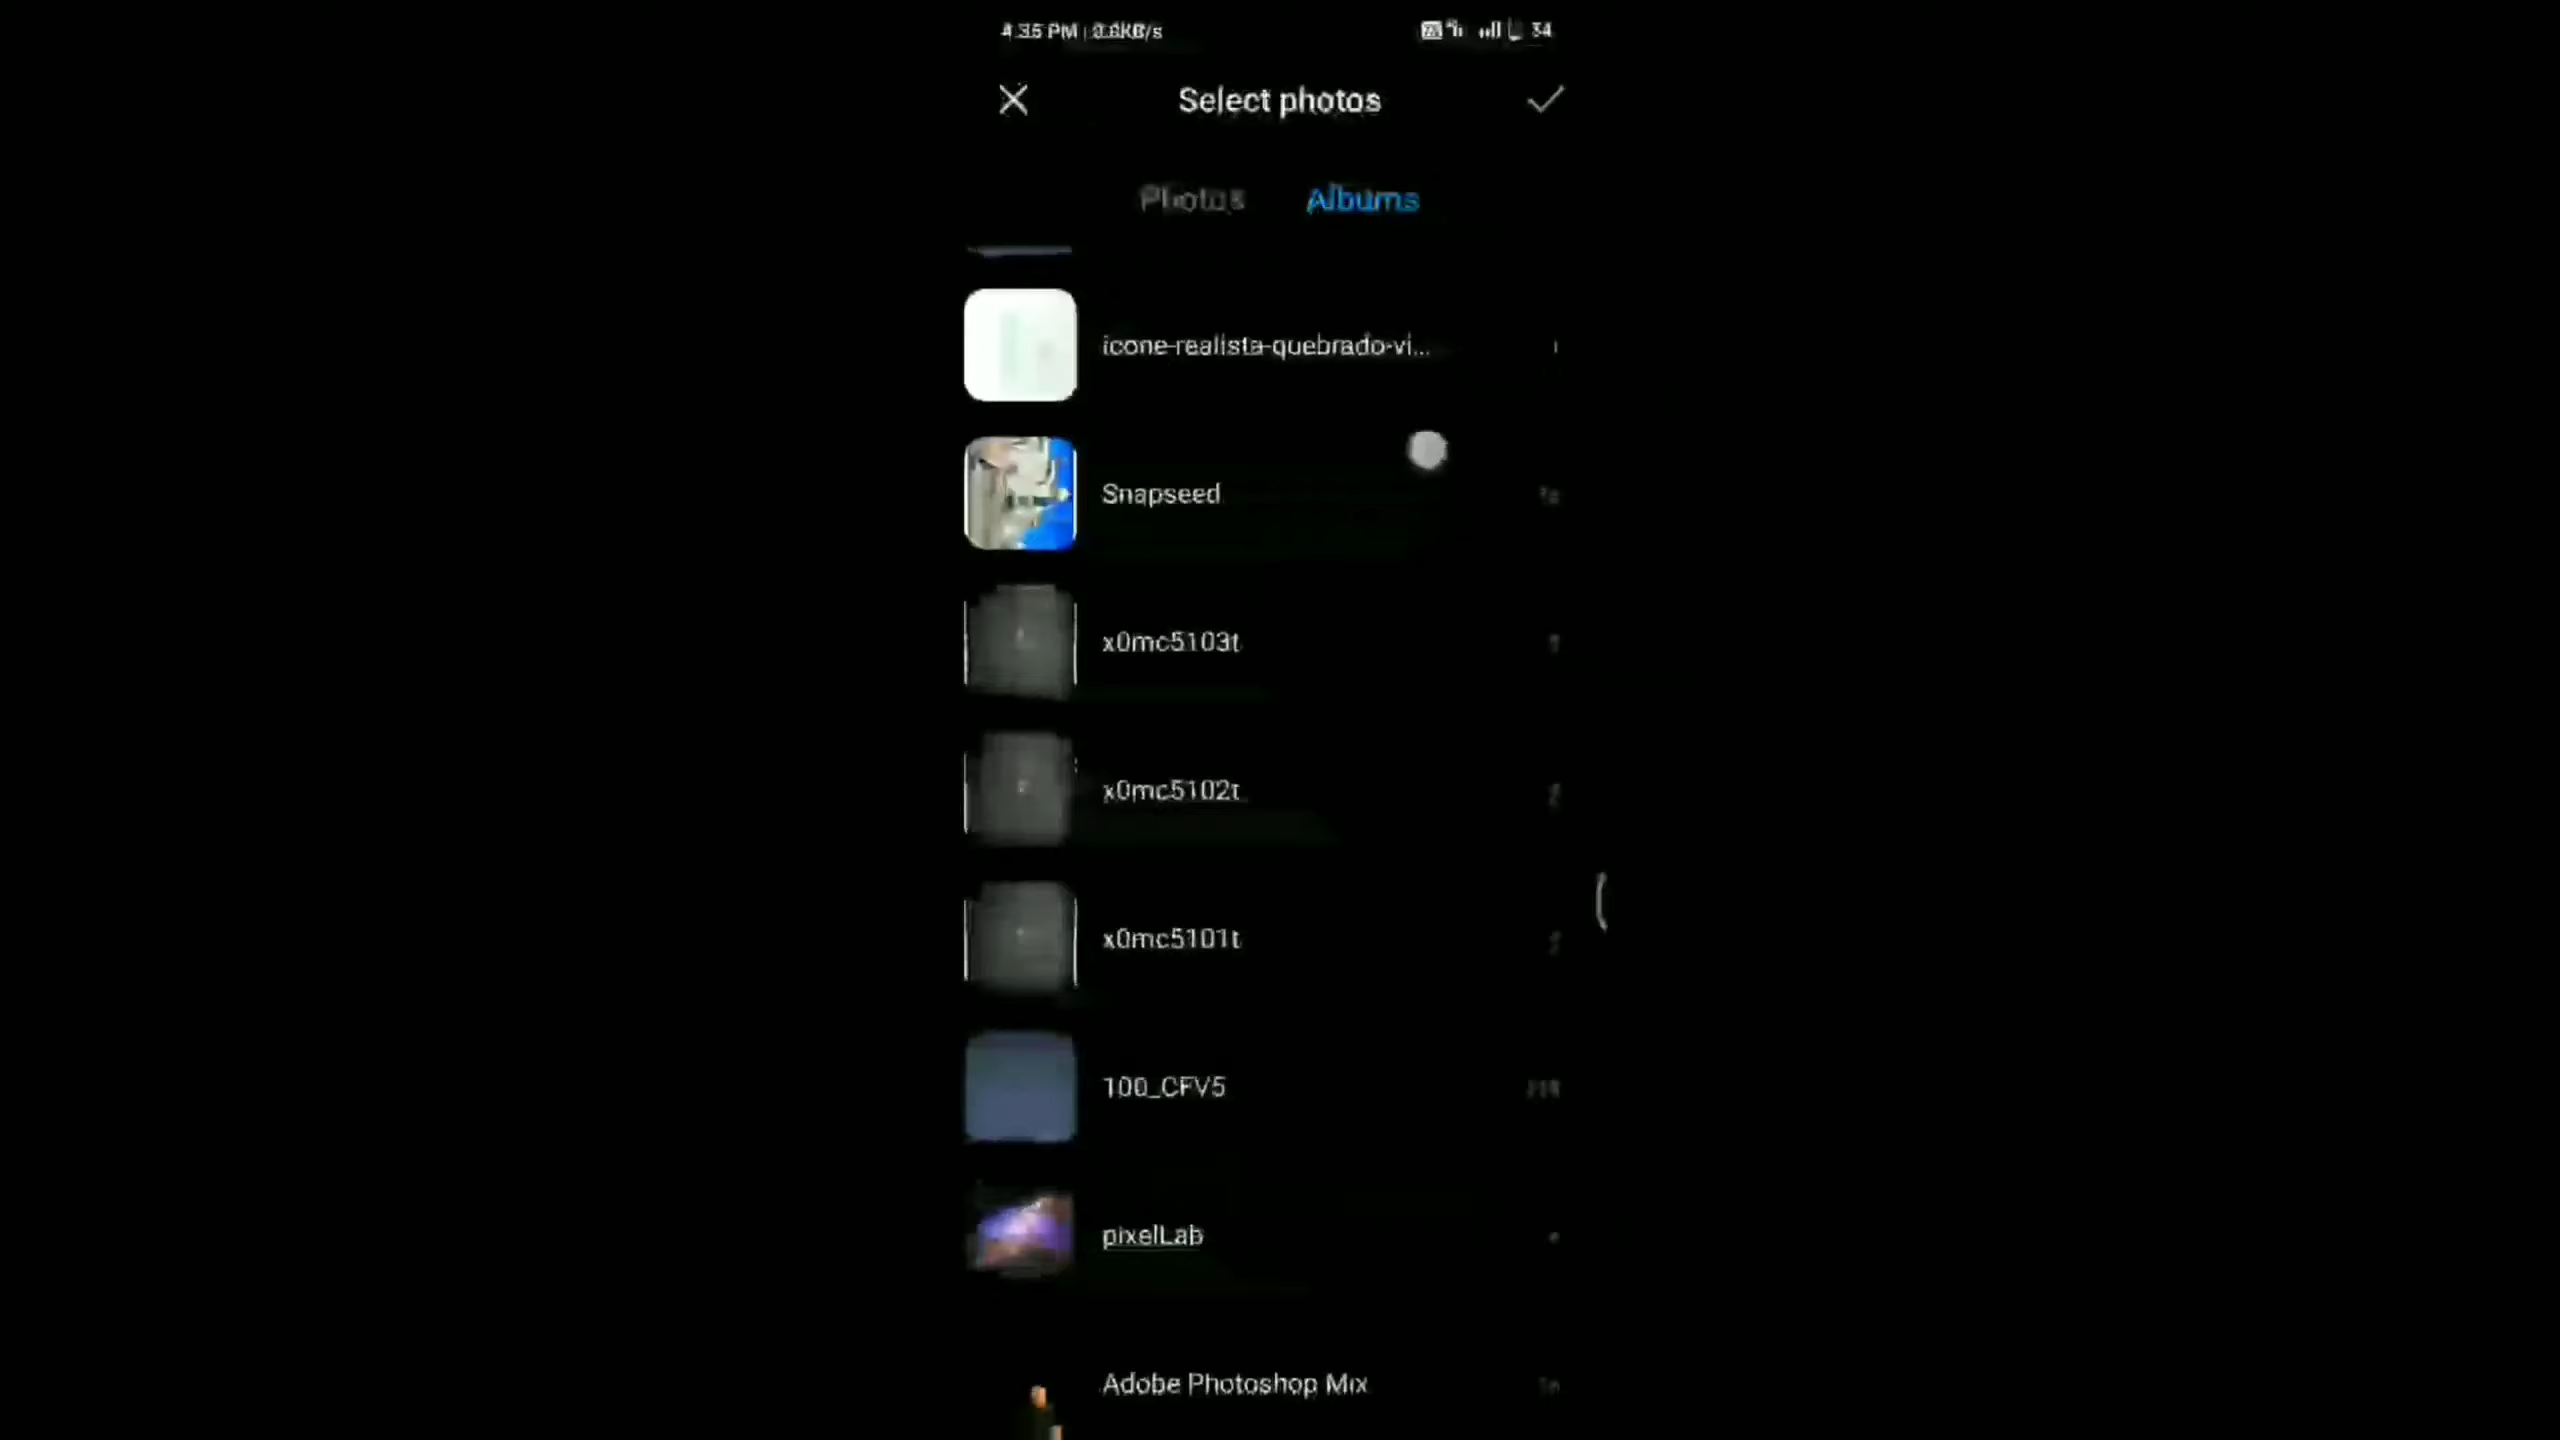 4:35 PM
34
Select photos
Photos Albums
icone-realista-quebrado-vi...
Snapseed
x0mc5103t
x0mc5102t
x0mc5101t
100_CFV5
pixelLab
Adobe Photoshop Mix